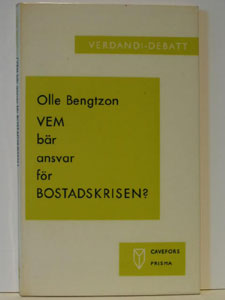 VERDANDI-DEBATT
Olle Bengtzon
VEM
bär
ansvar
för
BOSTADSKRISEN?
CAVEFORS
PRISMA